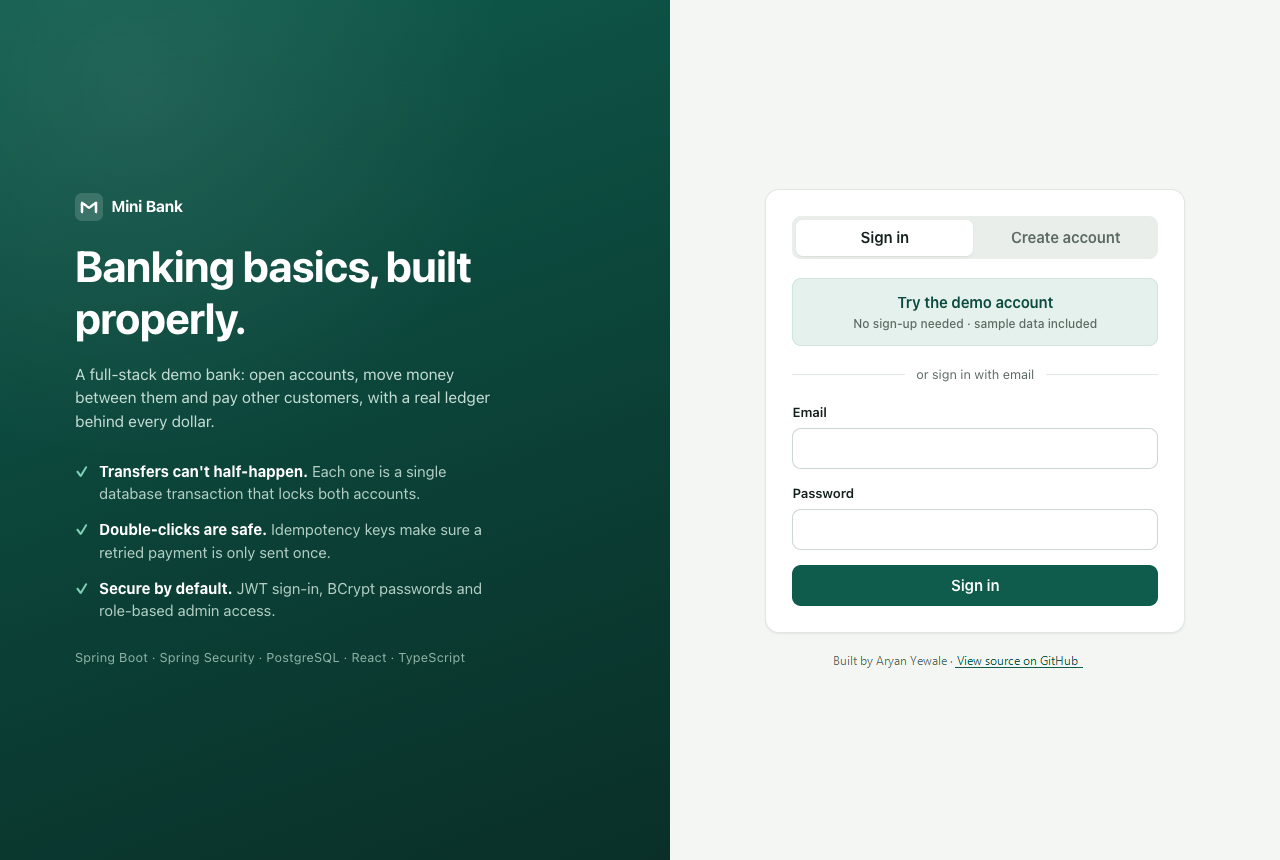 Mini Bank
Banking basics, built
properly.
A full-stack demo bank: open accounts, move money
between them and pay other customers, with a real ledger
behind every dollar.
Transfers can't half-happen. Each one is a single
database transaction that locks both accounts.
Double-clicks are safe. Idempotency keys make sure a
retried payment is only sent once.
Secure by default. JWT sign-in, BCrypt passwords and
role-based admin access.
Spring Boot · Spring Security · PostgreSQL · React · TypeScript
Sign in
Create account
Try the demo account
No sign-up needed · sample data included
or sign in with email
Email
Password
Sign in
Built by Aryan Yewale · View source on GitHub